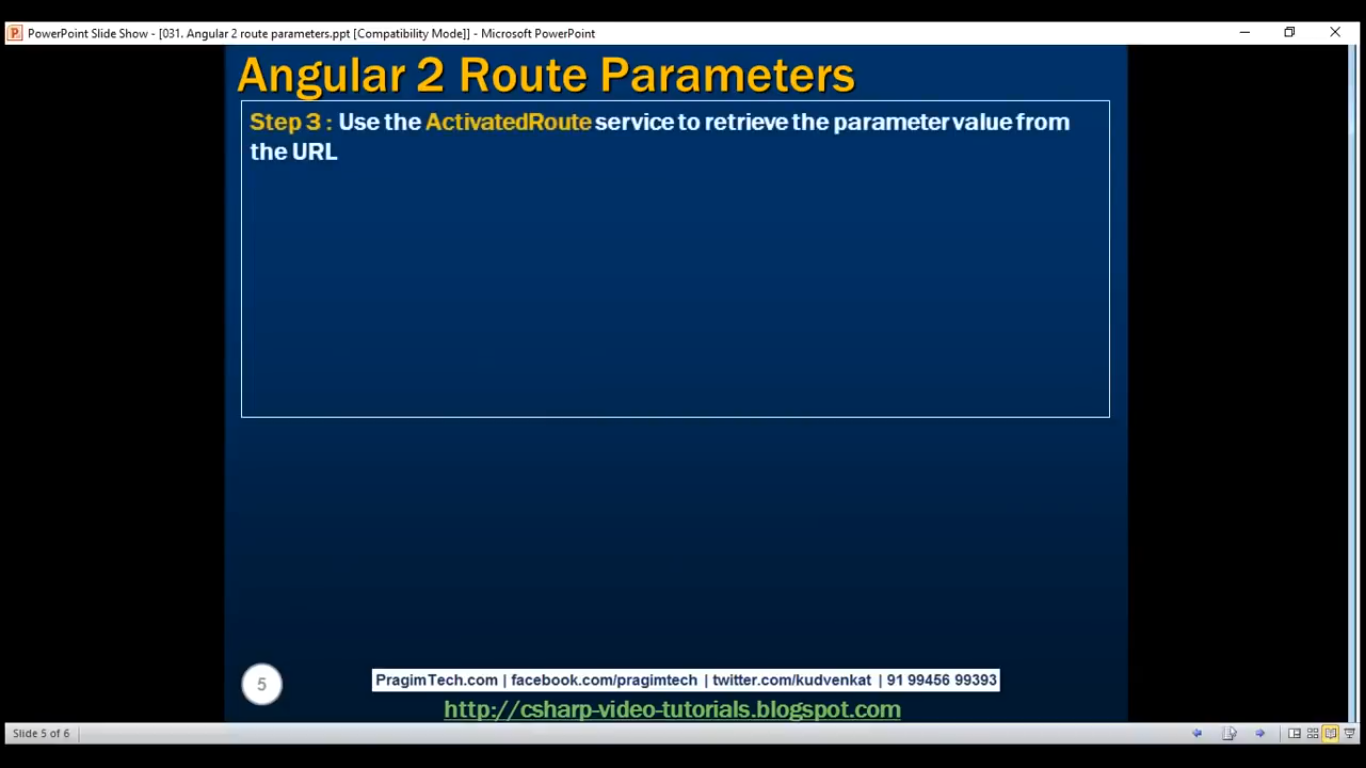 PowerPoint Slide Show - [031. Angular 2 route parameters.ppt [Compatibility Mode]] - Microsoft PowerPoint
Angular 2 Route Parameters
Step 3 : Use the ActivatedRoute service to retrieve the parameter value from
the URL
5
PragimTech.com | facebook.com/pragimtech | twitter.com/kudvenkat | 91 99456 99393
http://csharp-video-tutorials.blogspot.com
Slide 5 of 6